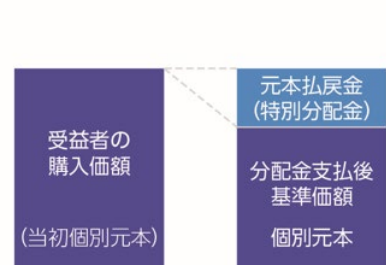 受益者の
購入価額
(当初個別元本)
元本払戻金
(特別分配金)
分配金支払後
基準価額
個別元本